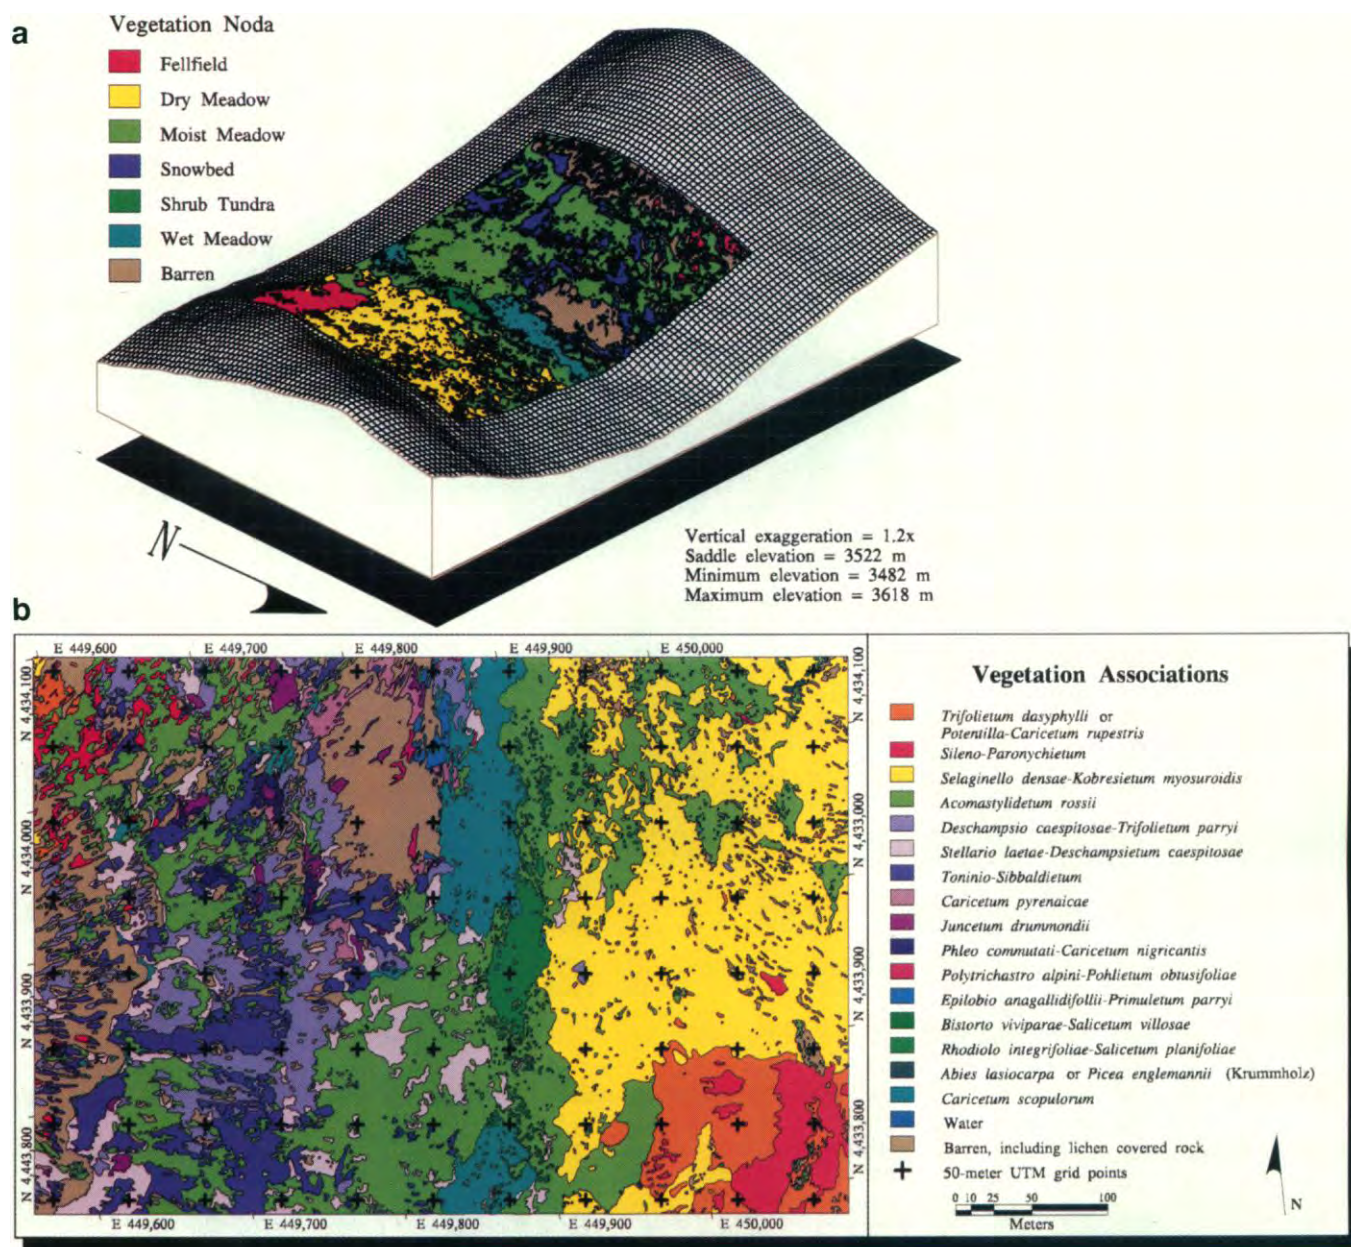 a
Vegetation Noda
Fellfield
Dry Meadow
Moist Meadow
Snowbed
Shrub Tundra
Wet Meadow
Barren
N
Vertical exaggeration = 1.2x
Saddle elevation = 3522 m
Minimum elevation = 3482 m
Maximum elevation = 3618 m
b
E 449,600
E 449,700
E 449,800
E 449,900
E 450,000
N 4,434,100
N 4,434,000
N 4,433,900
N 4,443,800
N 4,434,100
N 4,433,000
N 4,433,900
N 4,433,800
E 449,600
E 449,700
E 449,800
E 449,900
E 450,000
Vegetation Associations
Trifolietum dasyphylli or
Potentilla-Caricetum rupestris
Sileno-Paronychietum
Selaginello densae-Kobresietum myosuroidis
Acomastylidetum rossii
Deschampsio caespitosae-Trifolietum parryi
Stellario laetae-Deschampsietum caespitosae
Toninio-Sibbaldietum
Caricetum pyrenaicae
Juncetum drummondii
Phleo commutati-Caricetum nigricantis
Polytrichastro alpini-Pohlietum obtusifoliae
Epilobio anagallidifollii-Primuletum parryi
Bistorto viviparae-Salicetum villosae
Rhodiolo integrifoliae-Salicetum planifoliae
Abies lasiocarpa or Picea englemannii (Krummholz)
Caricetum scopulorum
Water
Barren, including lichen covered rock
50-meter UTM grid points
0 10 25 50 100
Meters
N